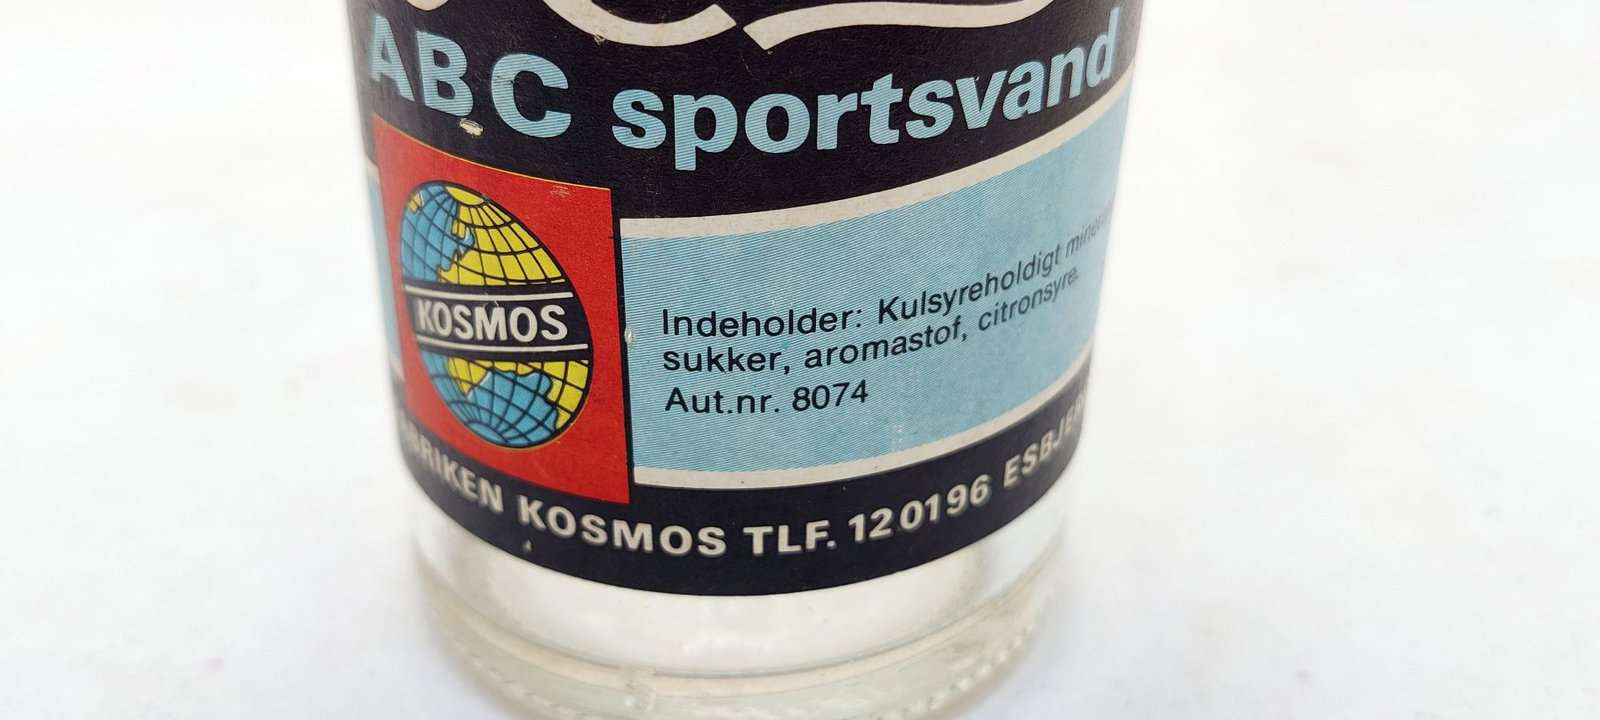 ABC sportsvand
KOSMOS
Indeholder: Kulsyreholdigt
sukker, aromastof, citronsyre.
Aut.nr. 8074
KOSMOS TLF. 120196